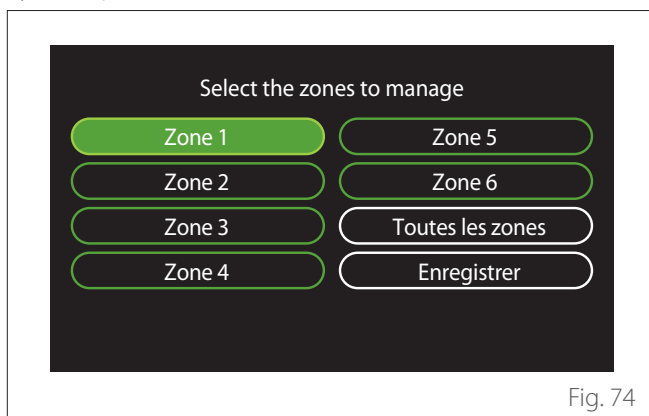 Select the zones to manage
Zone 1
Zone 5
Zone 2
Zone 6
Zone 3
Toutes les zones
Zone 4
Enregistrer
Fig. 74